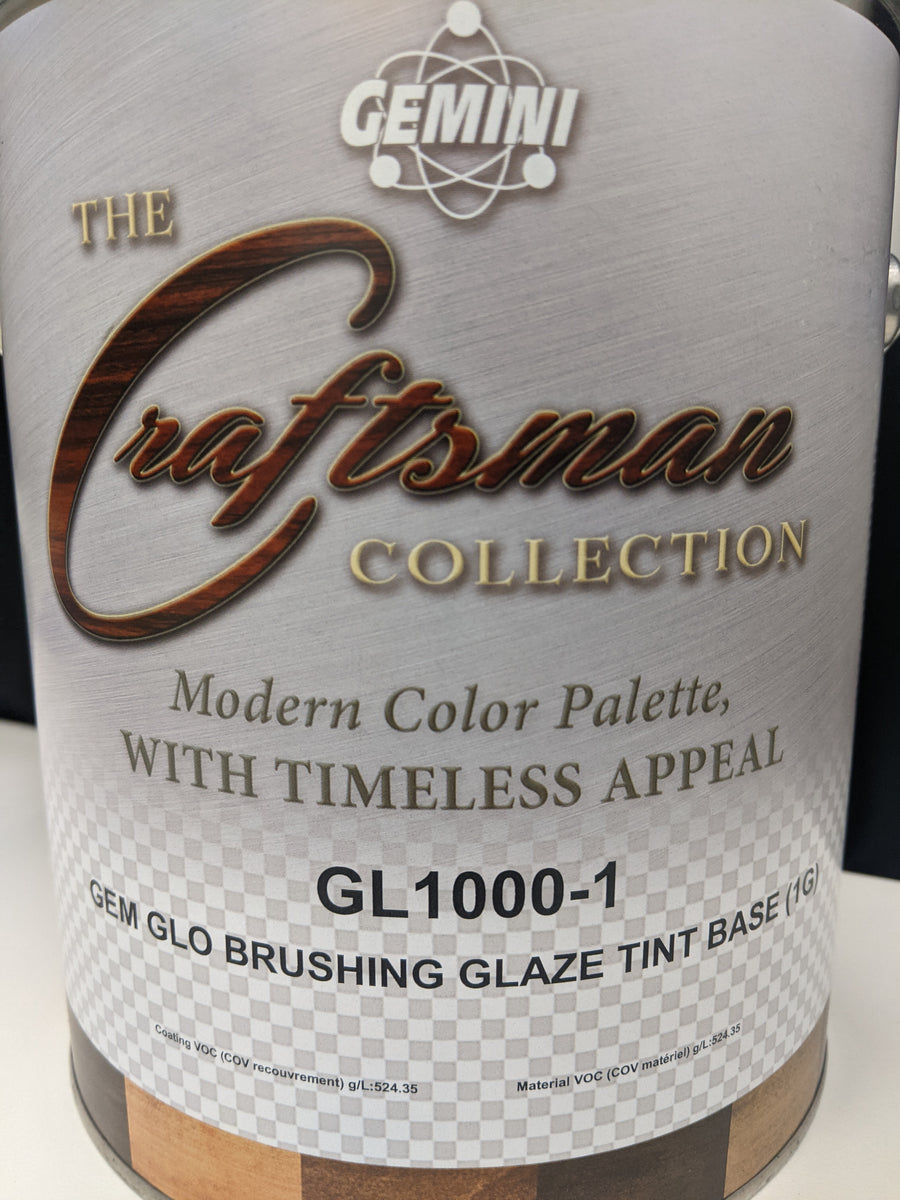 GEMINI
THE
Craftsman
COLLECTION
Modern Color Palette,
WITH TIMELESS APPEAL
GL1000-1
GEM GLO BRUSHING GLAZE TINT BASE (1G)
Coating VOC (COV recouvrement) g/L:524.35
Material VOC (COV matériel) g/L:524.35